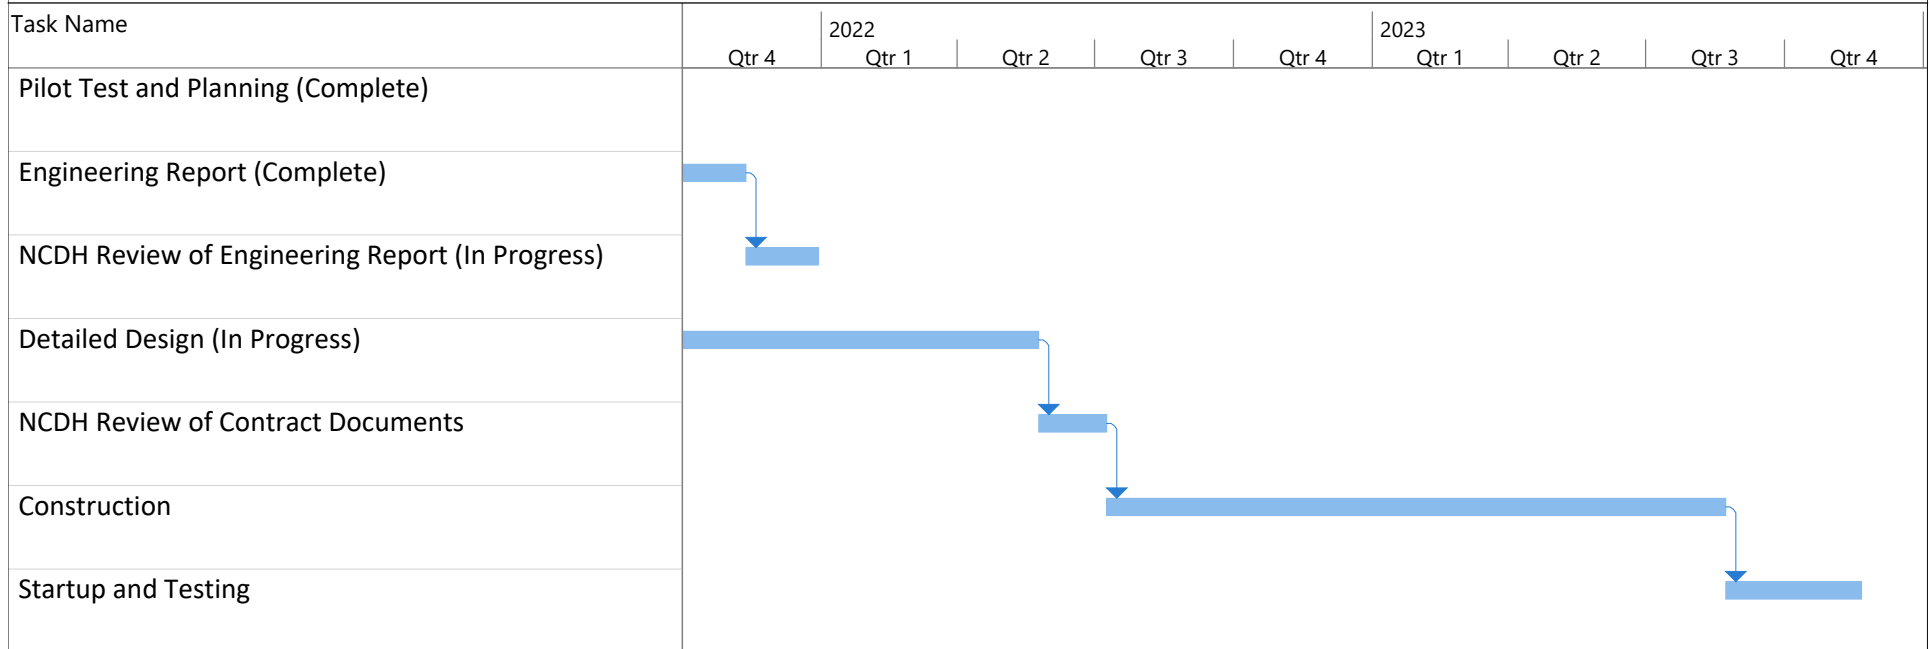 Task Name
2022
2023
Qtr 4
Qtr 1
Qtr 2
Qtr 3
Qtr 4
Qtr 1
Qtr 2
Qtr 3
Qtr 4
Pilot Test and Planning (Complete)
Engineering Report (Complete)
NCDH Review of Engineering Report (In Progress)
Detailed Design (In Progress)
NCDH Review of Contract Documents
Construction
Startup and Testing